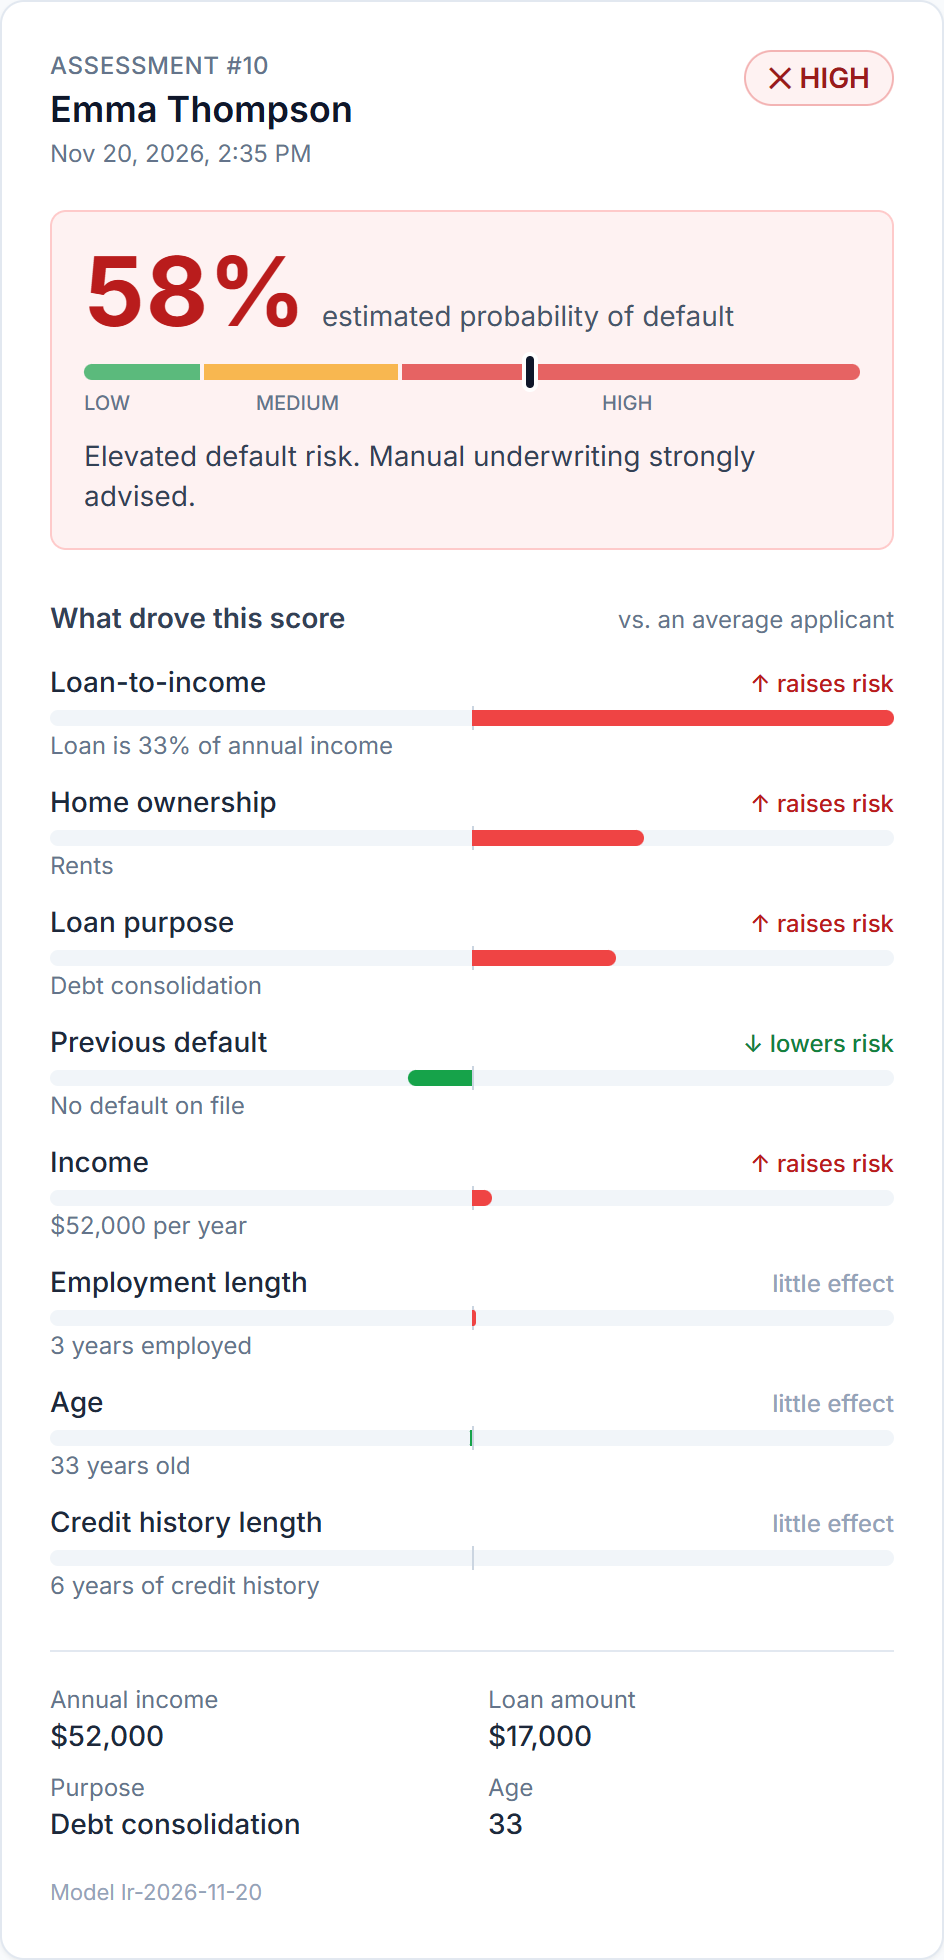 ASSESSMENT #10
HIGH
Emma Thompson
Nov 20, 2026, 2:35 PM
58% estimated probability of default
LOW MEDIUM HIGH
Elevated default risk. Manual underwriting strongly
advised.
What drove this score vs. an average applicant
Loan-to-income ↑ raises risk
Loan is 33% of annual income
Home ownership ↑ raises risk
Rents
Loan purpose ↑ raises risk
Debt consolidation
Previous default ↓ lowers risk
No default on file
Income ↑ raises risk
$52,000 per year
Employment length little effect
3 years employed
Age little effect
33 years old
Credit history length little effect
6 years of credit history
Annual income Loan amount
$52,000 $17,000
Purpose Age
Debt consolidation 33
Model lr-2026-11-20